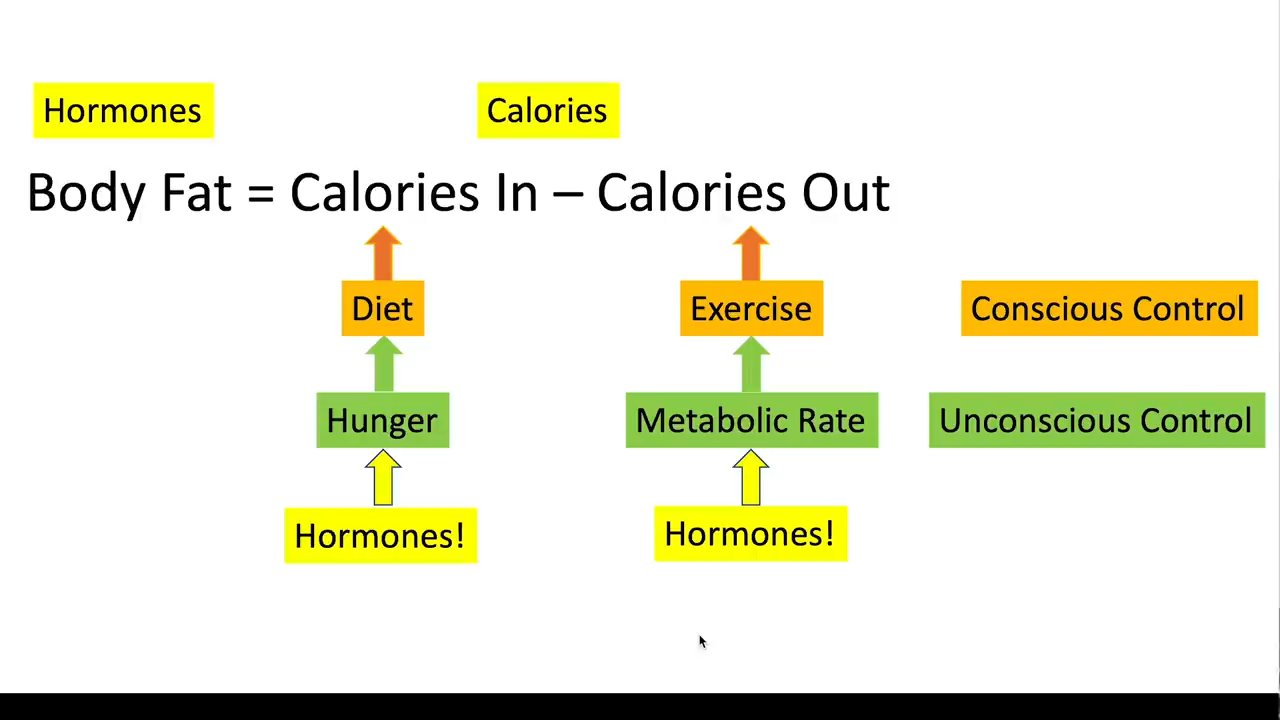 Hormones
Calories
Body Fat = Calories In – Calories Out
Diet
Exercise
Conscious Control
Hunger
Metabolic Rate
Unconscious Control
Hormones!
Hormones!